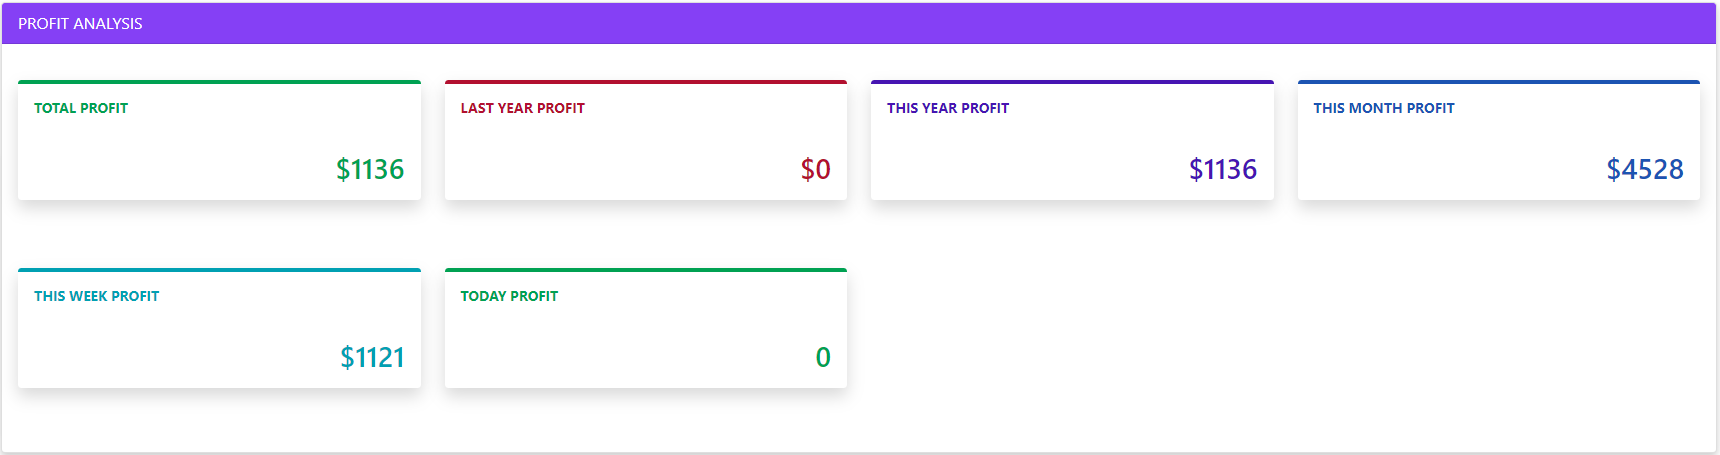 PROFIT ANALYSIS
TOTAL PROFIT
$1136
LAST YEAR PROFIT
$0
THIS YEAR PROFIT
$1136
THIS MONTH PROFIT
$4528
THIS WEEK PROFIT
$1121
TODAY PROFIT
0